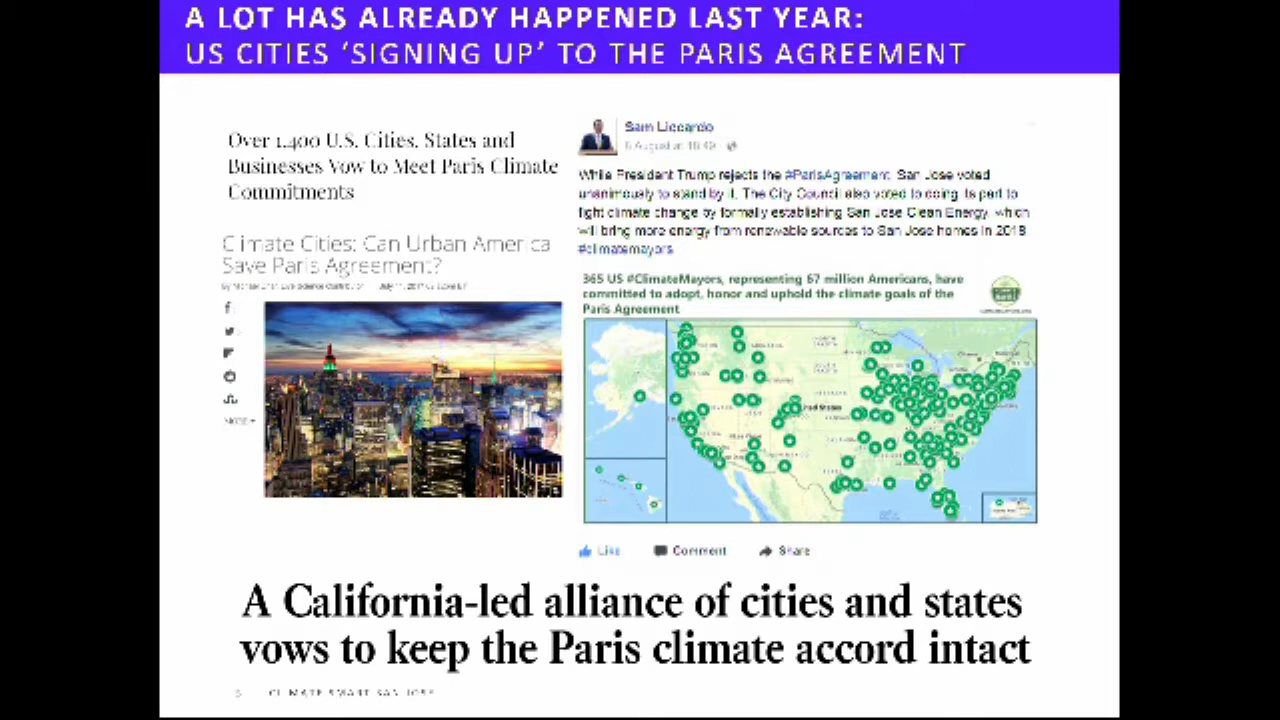 A LOT HAS ALREADY HAPPENED LAST YEAR:
US CITIES ‘SIGNING UP’ TO THE PARIS AGREEMENT
Over 1,400 U.S. Cities, States and
Businesses Vow to Meet Paris Climate
Commitments
Climate Cities: Can Urban America
Save Paris Agreement?
MORE
Sam Liccardo
While President Trump rejects the #ParisAgreement, San Jose voted
unanimously to stand by it. The City Council also voted to doing its part to
fight climate change by formally establishing San Jose Clean Energy, which
will bring more energy from renewable sources to San Jose homes in 2018
#climatemayors
365 US #ClimateMayors, representing 67 million Americans, have
committed to adopt, honor and uphold the climate goals of the
Paris Agreement
United States
Like Comment Share
A California-led alliance of cities and states
vows to keep the Paris climate accord intact
CLIMATE SMART SAN JOSE